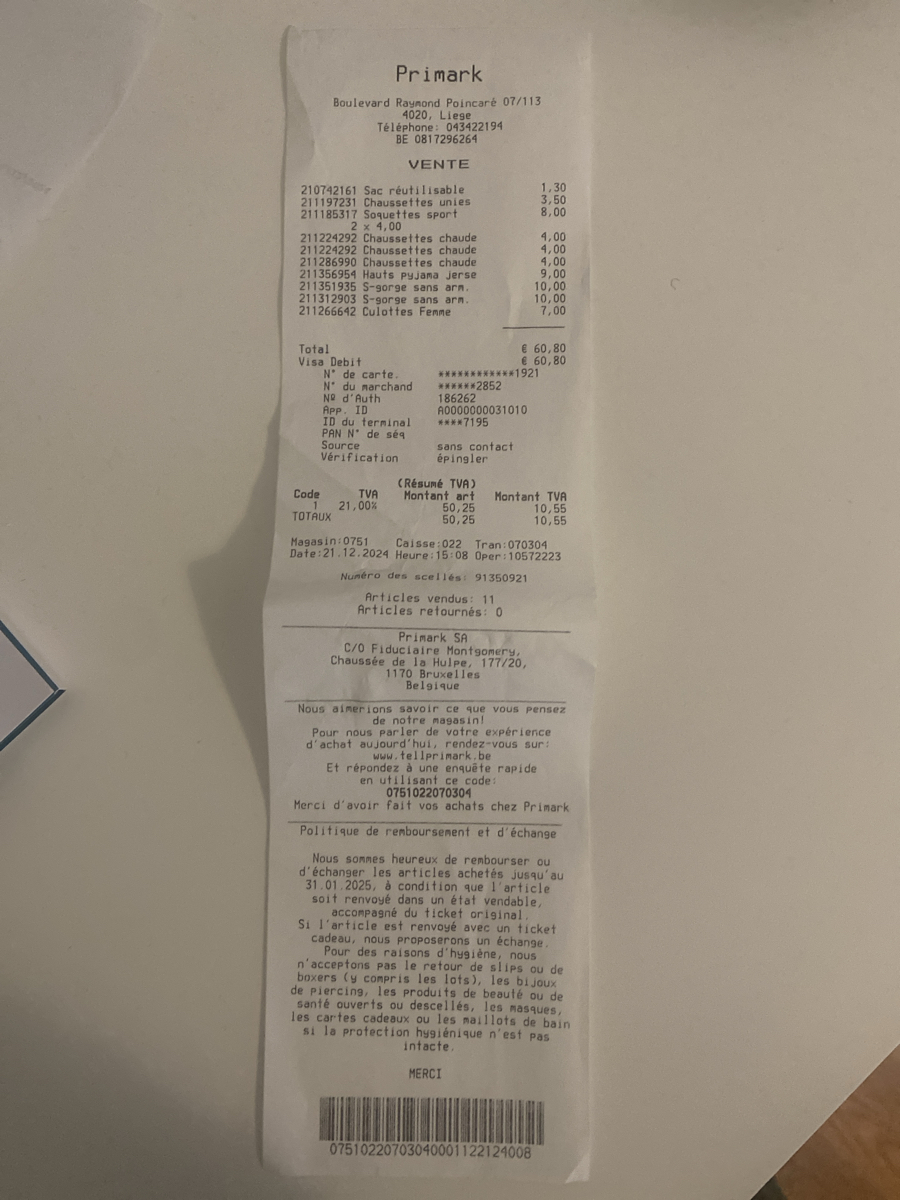 Primark
Boulevard Raymond Poincaré 07/113
4020, Liege
Téléphone: 043422194
BE 0817296264
VENTE
210742161 Sac réutilisable 1,30
211197231 Chaussettes unies 3,50
211185317 Soquettes sport 8,00
2 x 4,00
211224292 Chaussettes chaude 4,00
211224292 Chaussettes chaude 4,00
211286990 Chaussettes chaude 4,00
211356954 Hauts pyjama Jerse 9,00
211351935 S-gorge sans arm. 10,00
211312903 S-gorge sans arm. 10,00
211266642 Culottes Femme 7,00
Total € 60,80
Visa Debit € 60,80
N° de carte. ************1921
N° du marchand ******2852
Nº d'Auth 186262
App. ID A0000000031010
ID du terminal ****7195
PAN N° de séq
Source sans contact
Vérification épingler
(Résumé TVA)
Code TVA Montant art Montant TVA
1 21,00% 50,25 10,55
TOTAUX 50,25 10,55
Magasin:0751 Caisse:022 Tran:070304
Date:21.12.2024 Heure:15:08 Oper:10572223
Numéro des scellés: 91350921
Articles vendus: 11
Articles retournés: 0
Primark SA
C/O Fiduciaire Montgomery,
Chaussée de la Hulpe, 177/20,
1170 Bruxelles
Belgique
Nous aimerions savoir ce que vous pensez
de notre magasin!
Pour nous parler de votre expérience
d'achat aujourd'hui, rendez-vous sur:
www.tellprimark.be
Et répondez à une enquête rapide
en utilisant ce code:
0751022070304
Merci d'avoir fait vos achats chez Primark
Politique de remboursement et d'échange
Nous sommes heureux de rembourser ou
d'échanger les articles achetés jusqu'au
31.01.2025, à condition que l'article
soit renvoyé dans un état vendable,
accompagné du ticket original.
Si l'article est renvoyé avec un ticket
cadeau, nous proposerons un échange.
Pour des raisons d'hygiène, nous
n'acceptons pas le retour de slips ou de
boxers (y compris les lots), les bijoux
de piercing, les produits de beauté ou de
santé ouverts ou descellés, les masques,
les cartes cadeaux ou les maillots de bain
si la protection hygiénique n'est pas
intacte.
MERCI
07510220703040001122124008